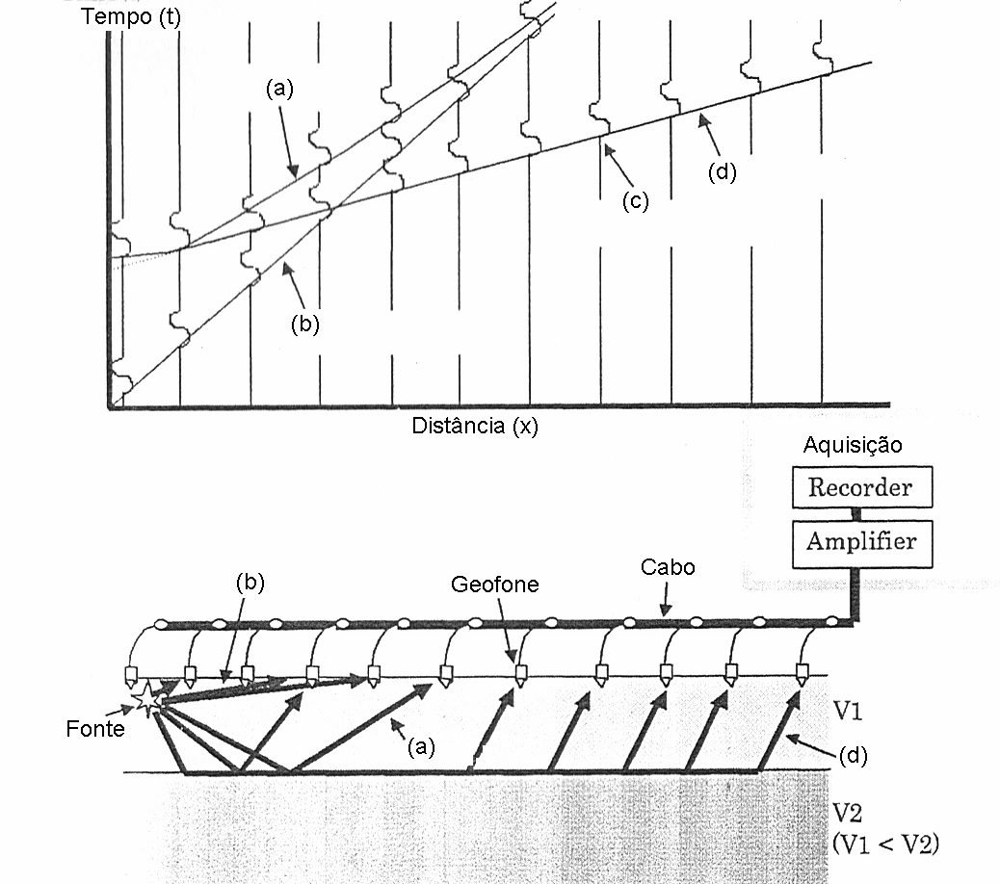 Tempo (t)
(a)
(d)
(c)
(b)
Distância (x)
Aquisição
Recorder
Amplifier
Cabo
Geofone
(b)
V1
Fonte
(a)
(d)
V2
(V1 < V2)